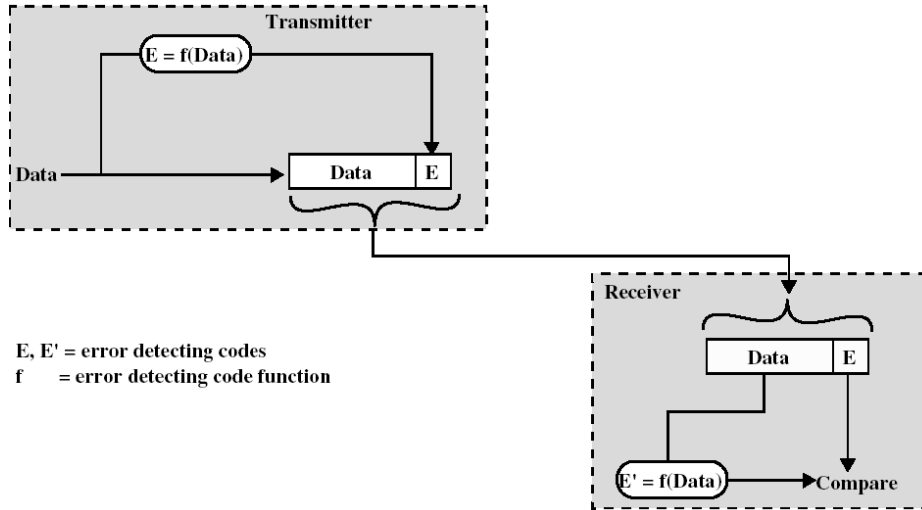 Transmitter
E = f(Data)
Data
Data
E
Receiver
E, E' = error detecting codes
f = error detecting code function
Data
E
E' = f(Data)
Compare